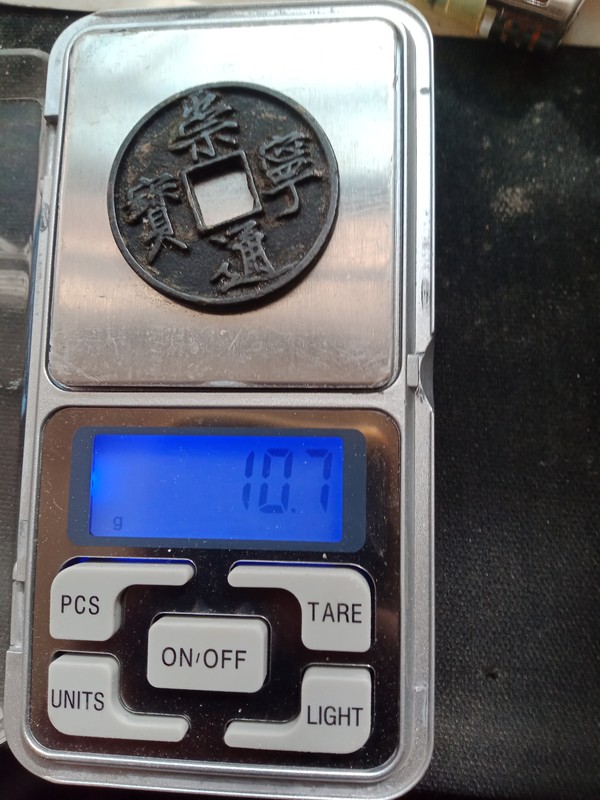 崇寧通寶
10.7
g
PCS
TARE
ON/OFF
UNITS
LIGHT